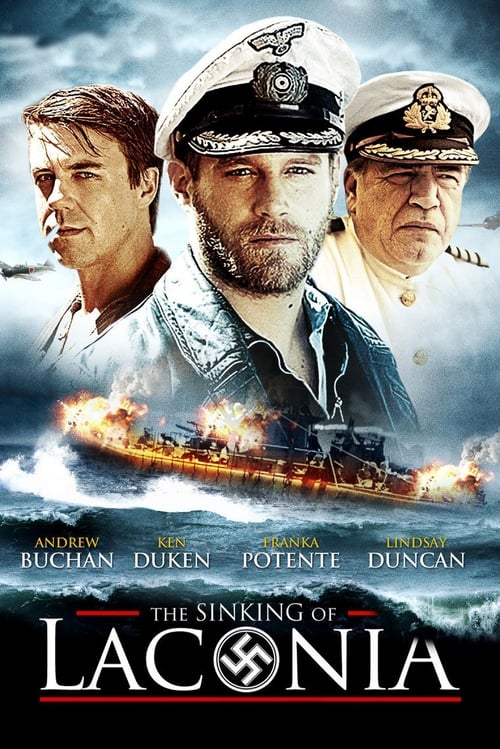 ANDREW BUCHAN
KEN DUKEN
FRANKA POTENTE
LINDSAY DUNCAN
THE SINKING OF
LACONIA